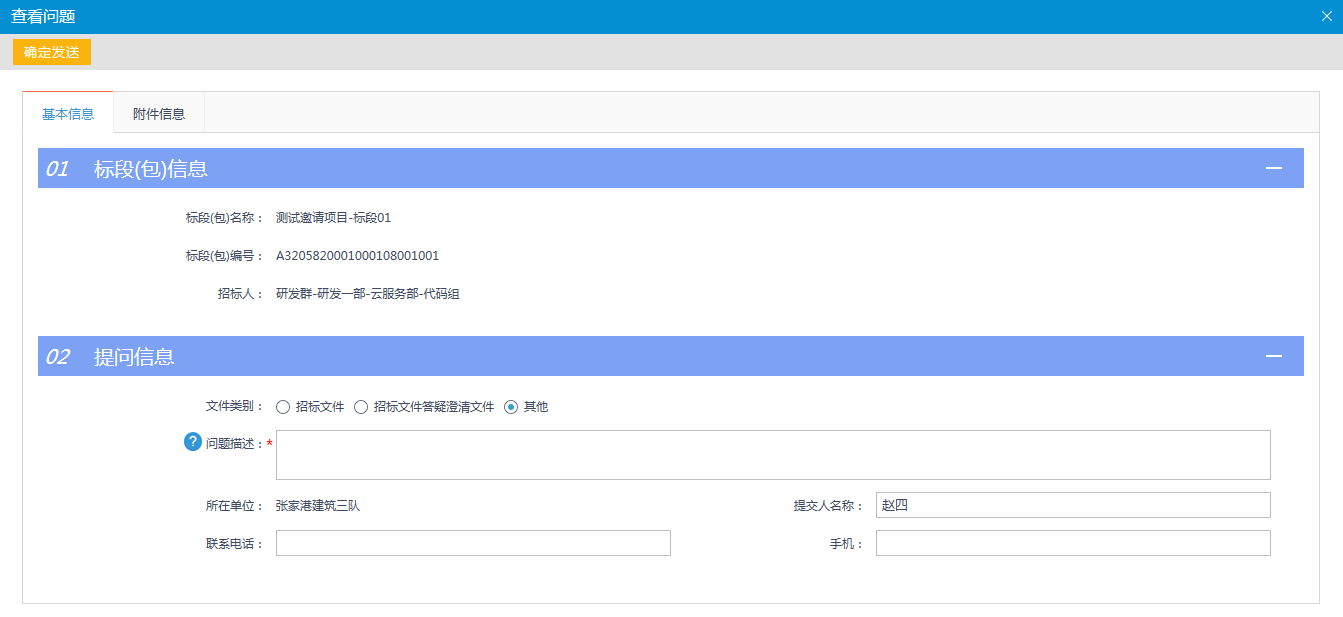 查看问题
确定发送
基本信息 附件信息
01 标段(包)信息
标段(包)名称： 测试邀请项目-标段01
标段(包)编号： A3205820001000108001001
招标人： 研发群-研发一部-云服务部-代码组
02 提问信息
文件类别： 招标文件 招标文件答疑澄清文件 其他
? 问题描述：*
所在单位： 张家港建筑三队 提交人名称： 赵四
联系电话： 手机：